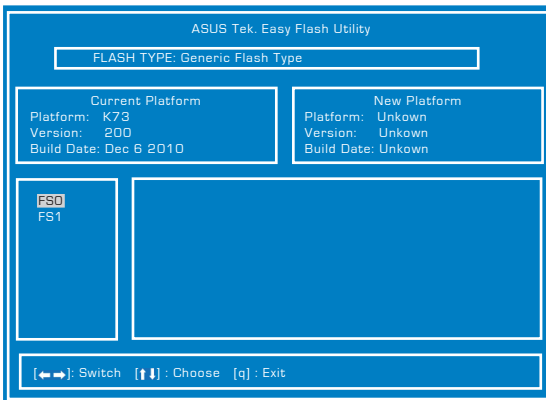 ASUS Tek. Easy Flash Utility
FLASH TYPE: Generic Flash Type
Current Platform
Platform: K73
Version: 200
Build Date: Dec 6 2010
New Platform
Platform: Unkown
Version: Unkown
Build Date: Unkown
FS0
FS1
[←→]: Switch [↑↓] : Choose [q] : Exit